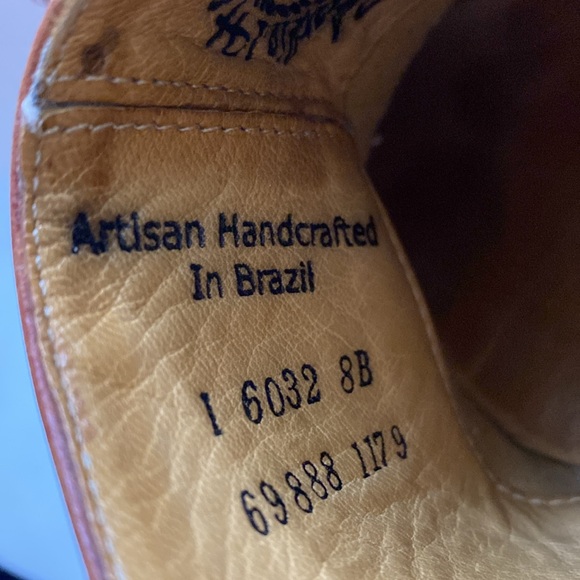 Artisan Handcrafted
In Brazil
I 6032 8B
69888 1179